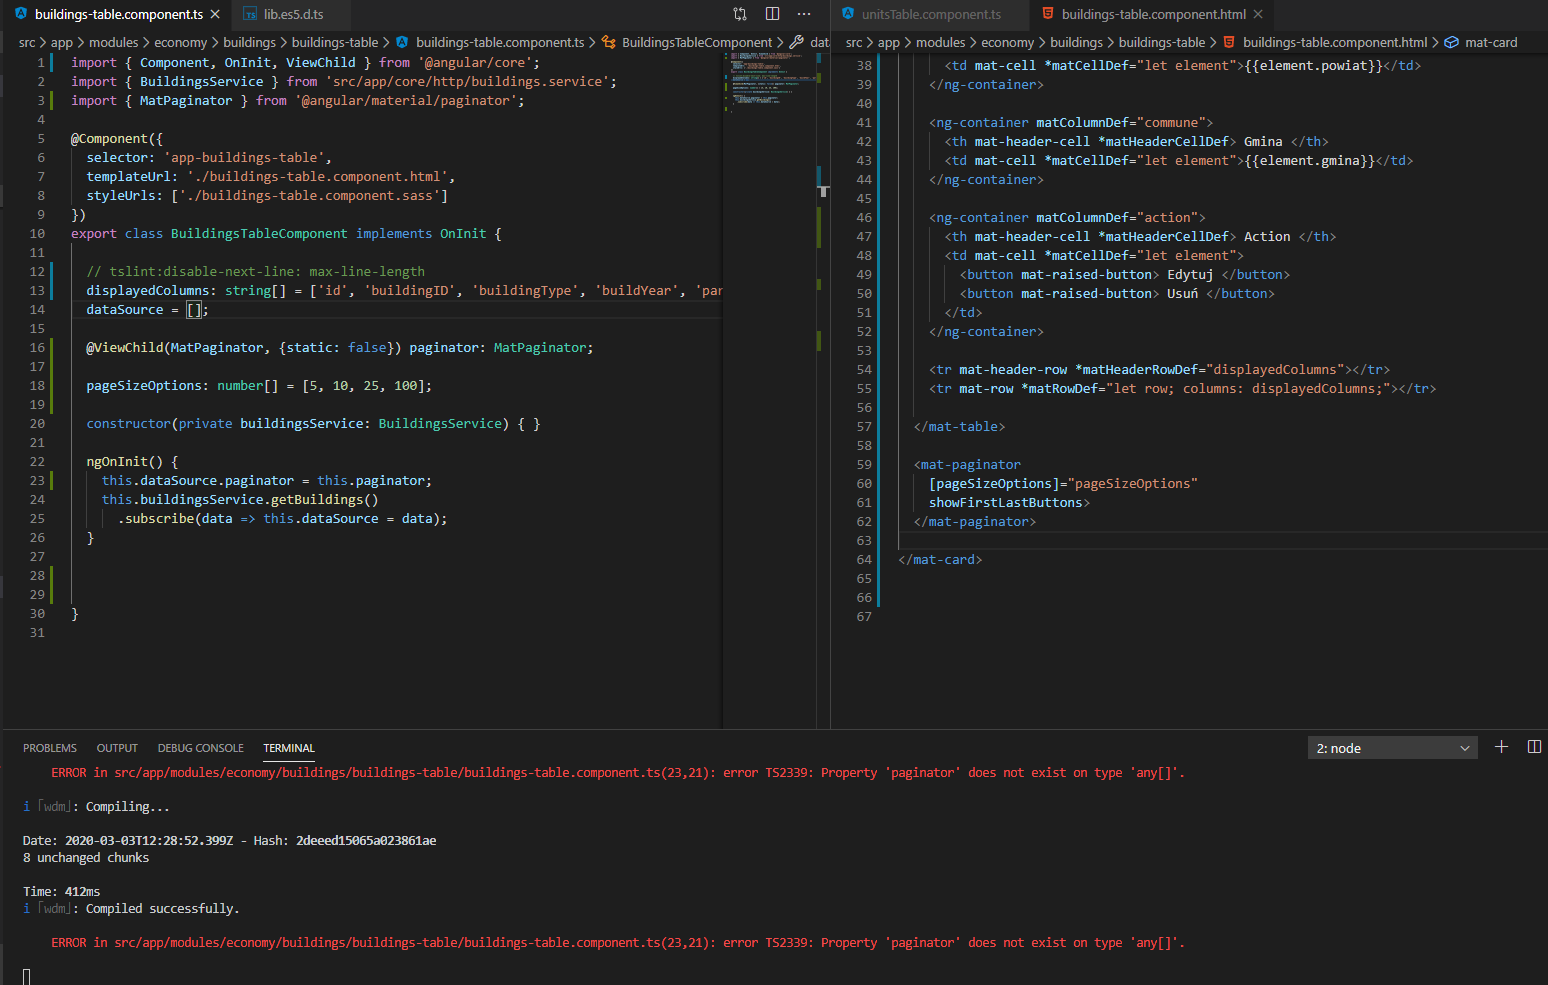 buildings-table.component.ts ×
TS lib.es5.d.ts
src > app > modules > economy > buildings > buildings-table > buildings-table.component.ts > BuildingsTableComponent > dat
1 import { Component, OnInit, ViewChild } from '@angular/core';
2 import { BuildingsService } from 'src/app/core/http/buildings.service';
3 import { MatPaginator } from '@angular/material/paginator';
4
5 @Component({
6 selector: 'app-buildings-table',
7 templateUrl: './buildings-table.component.html',
8 styleUrls: ['./buildings-table.component.sass']
9 })
10 export class BuildingsTableComponent implements OnInit {
11
12 // tslint:disable-next-line: max-line-length
13 displayedColumns: string[] = ['id', 'buildingID', 'buildingType', 'buildYear', 'par
14 dataSource = [];
15
16 @ViewChild(MatPaginator, {static: false}) paginator: MatPaginator;
17
18 pageSizeOptions: number[] = [5, 10, 25, 100];
19
20 constructor(private buildingsService: BuildingsService) { }
21
22 ngOnInit() {
23 this.dataSource.paginator = this.paginator;
24 this.buildingsService.getBuildings()
25 .subscribe(data => this.dataSource = data);
26 }
27
28
29
30 }
31
unitsTable.component.ts
buildings-table.component.html ×
src > app > modules > economy > buildings > buildings-table > buildings-table.component.html > mat-card
38 <td mat-cell *matCellDef="let element">{{element.powiat}}</td>
39 </ng-container>
40
41 <ng-container matColumnDef="commune">
42 <th mat-header-cell *matHeaderCellDef> Gmina </th>
43 <td mat-cell *matCellDef="let element">{{element.gmina}}</td>
44 </ng-container>
45
46 <ng-container matColumnDef="action">
47 <th mat-header-cell *matHeaderCellDef> Action </th>
48 <td mat-cell *matCellDef="let element">
49 <button mat-raised-button> Edytuj </button>
50 <button mat-raised-button> Usuń </button>
51 </td>
52 </ng-container>
53
54 <tr mat-header-row *matHeaderRowDef="displayedColumns"></tr>
55 <tr mat-row *matRowDef="let row; columns: displayedColumns;"></tr>
56
57 </mat-table>
58
59 <mat-paginator
60 [pageSizeOptions]="pageSizeOptions"
61 showFirstLastButtons>
62 </mat-paginator>
63
64 </mat-card>
65
66
67
PROBLEMS OUTPUT DEBUG CONSOLE TERMINAL
2: node
ERROR in src/app/modules/economy/buildings/buildings-table/buildings-table.component.ts(23,21): error TS2339: Property 'paginator' does not exist on type 'any[]'.
i ｢wdm｣: Compiling...
Date: 2020-03-03T12:28:52.399Z - Hash: 2deeed15065a023861ae
8 unchanged chunks
Time: 412ms
i ｢wdm｣: Compiled successfully.
ERROR in src/app/modules/economy/buildings/buildings-table/buildings-table.component.ts(23,21): error TS2339: Property 'paginator' does not exist on type 'any[]'.